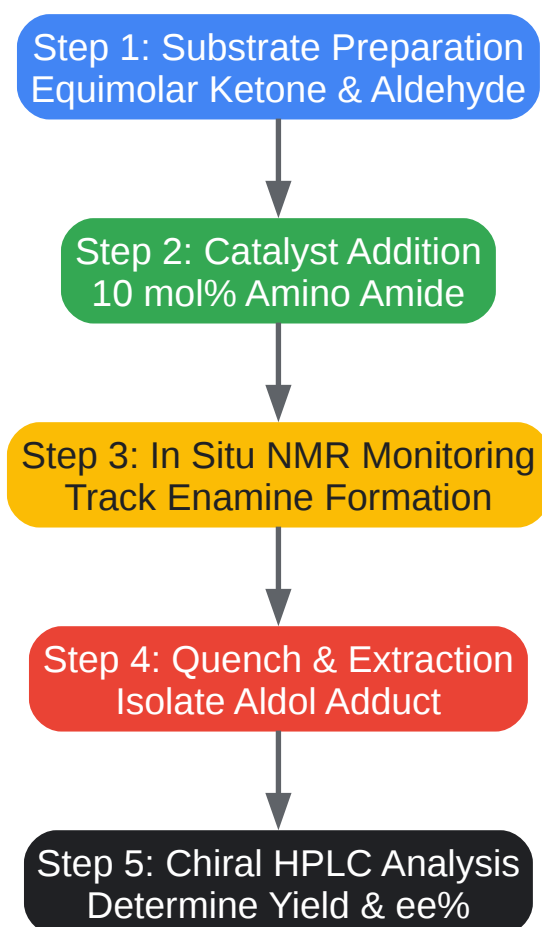 Step 1: Substrate Preparation
Equimolar Ketone & Aldehyde
Step 2: Catalyst Addition
10 mol% Amino Amide
Step 3: In Situ NMR Monitoring
Track Enamine Formation
Step 4: Quench & Extraction
Isolate Aldol Adduct
Step 5: Chiral HPLC Analysis
Determine Yield & ee%